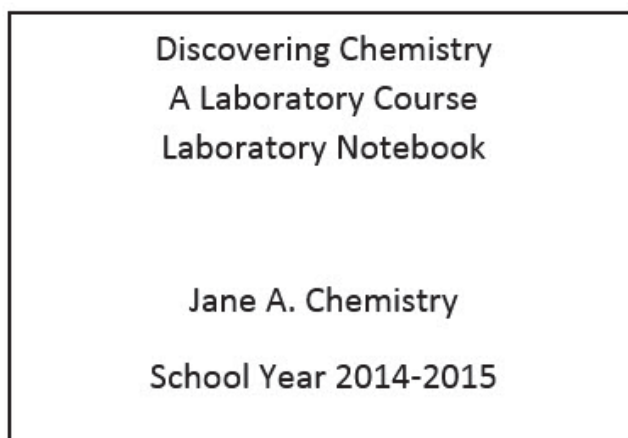 Discovering Chemistry
A Laboratory Course
Laboratory Notebook
Jane A. Chemistry
School Year 2014-2015